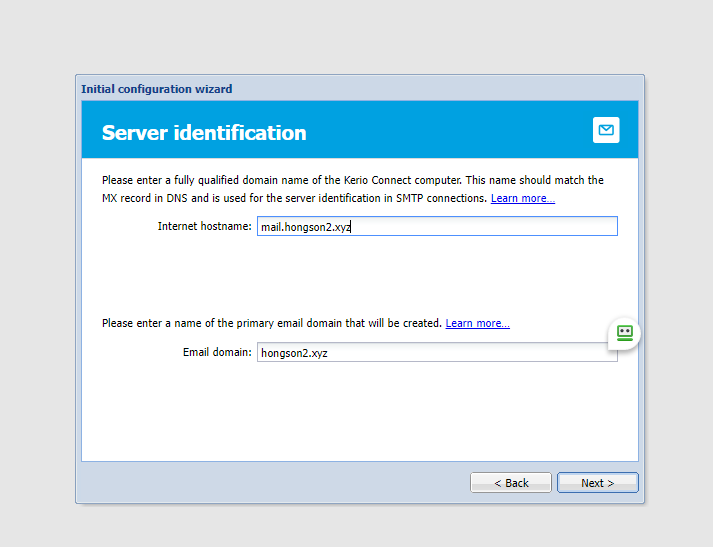 Initial configuration wizard
Server identification
Please enter a fully qualified domain name of the Kerio Connect computer. This name should match the
MX record in DNS and is used for the server identification in SMTP connections. Learn more...
Internet hostname: mail.hongson2.xyz
Please enter a name of the primary email domain that will be created. Learn more...
Email domain: hongson2.xyz
< Back Next >